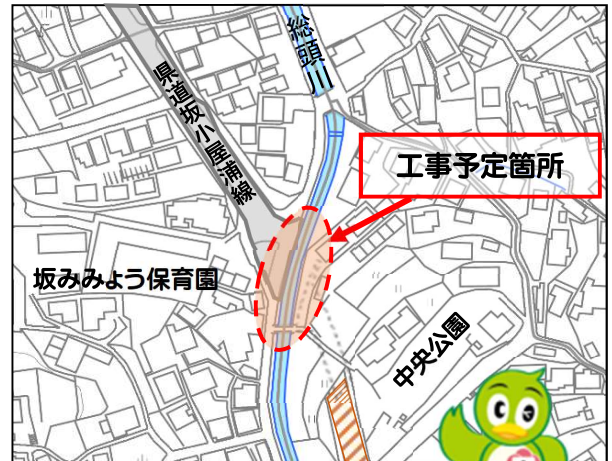 総頭川
県道坂小屋浦線
工事予定箇所
坂みみょう保育園
中央公園